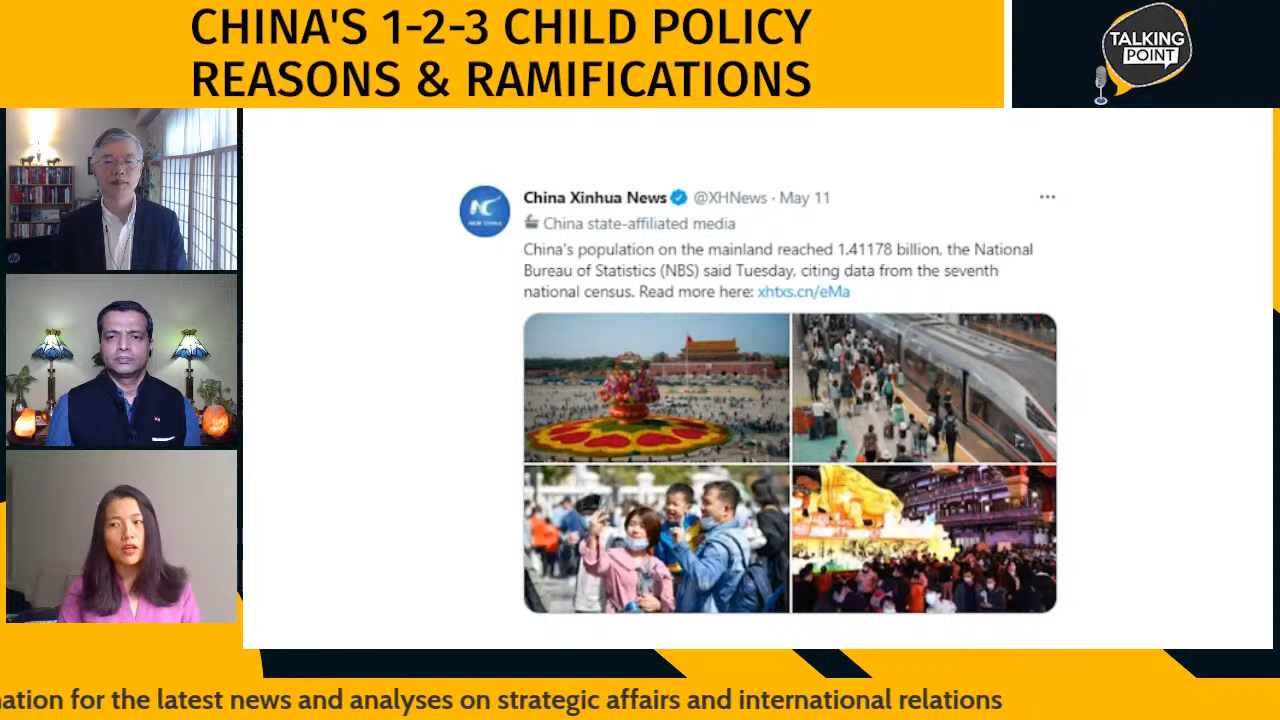 CHINA'S 1-2-3 CHILD POLICY
REASONS & RAMIFICATIONS
TALKING
POINT
hp
China Xinhua News @XHNews · May 11
China state-affiliated media
China's population on the mainland reached 1.41178 billion, the National
Bureau of Statistics (NBS) said Tuesday, citing data from the seventh
national census. Read more here: xhtxs.cn/eMa
for the latest news and analyses on strategic affairs and international relations